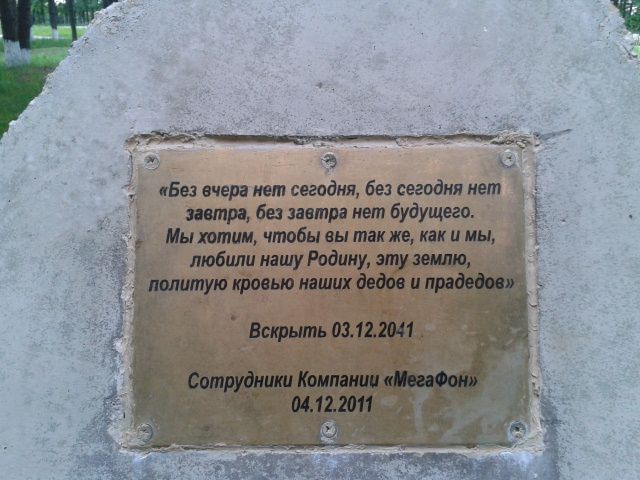 «Без вчера нет сегодня, без сегодня нет
завтра, без завтра нет будущего.
Мы хотим, чтобы вы так же, как и мы,
любили нашу Родину, эту землю,
политую кровью наших дедов и прадедов»
Вскрыть 03.12.2041
Сотрудники Компании «МегаФон»
04.12.2011